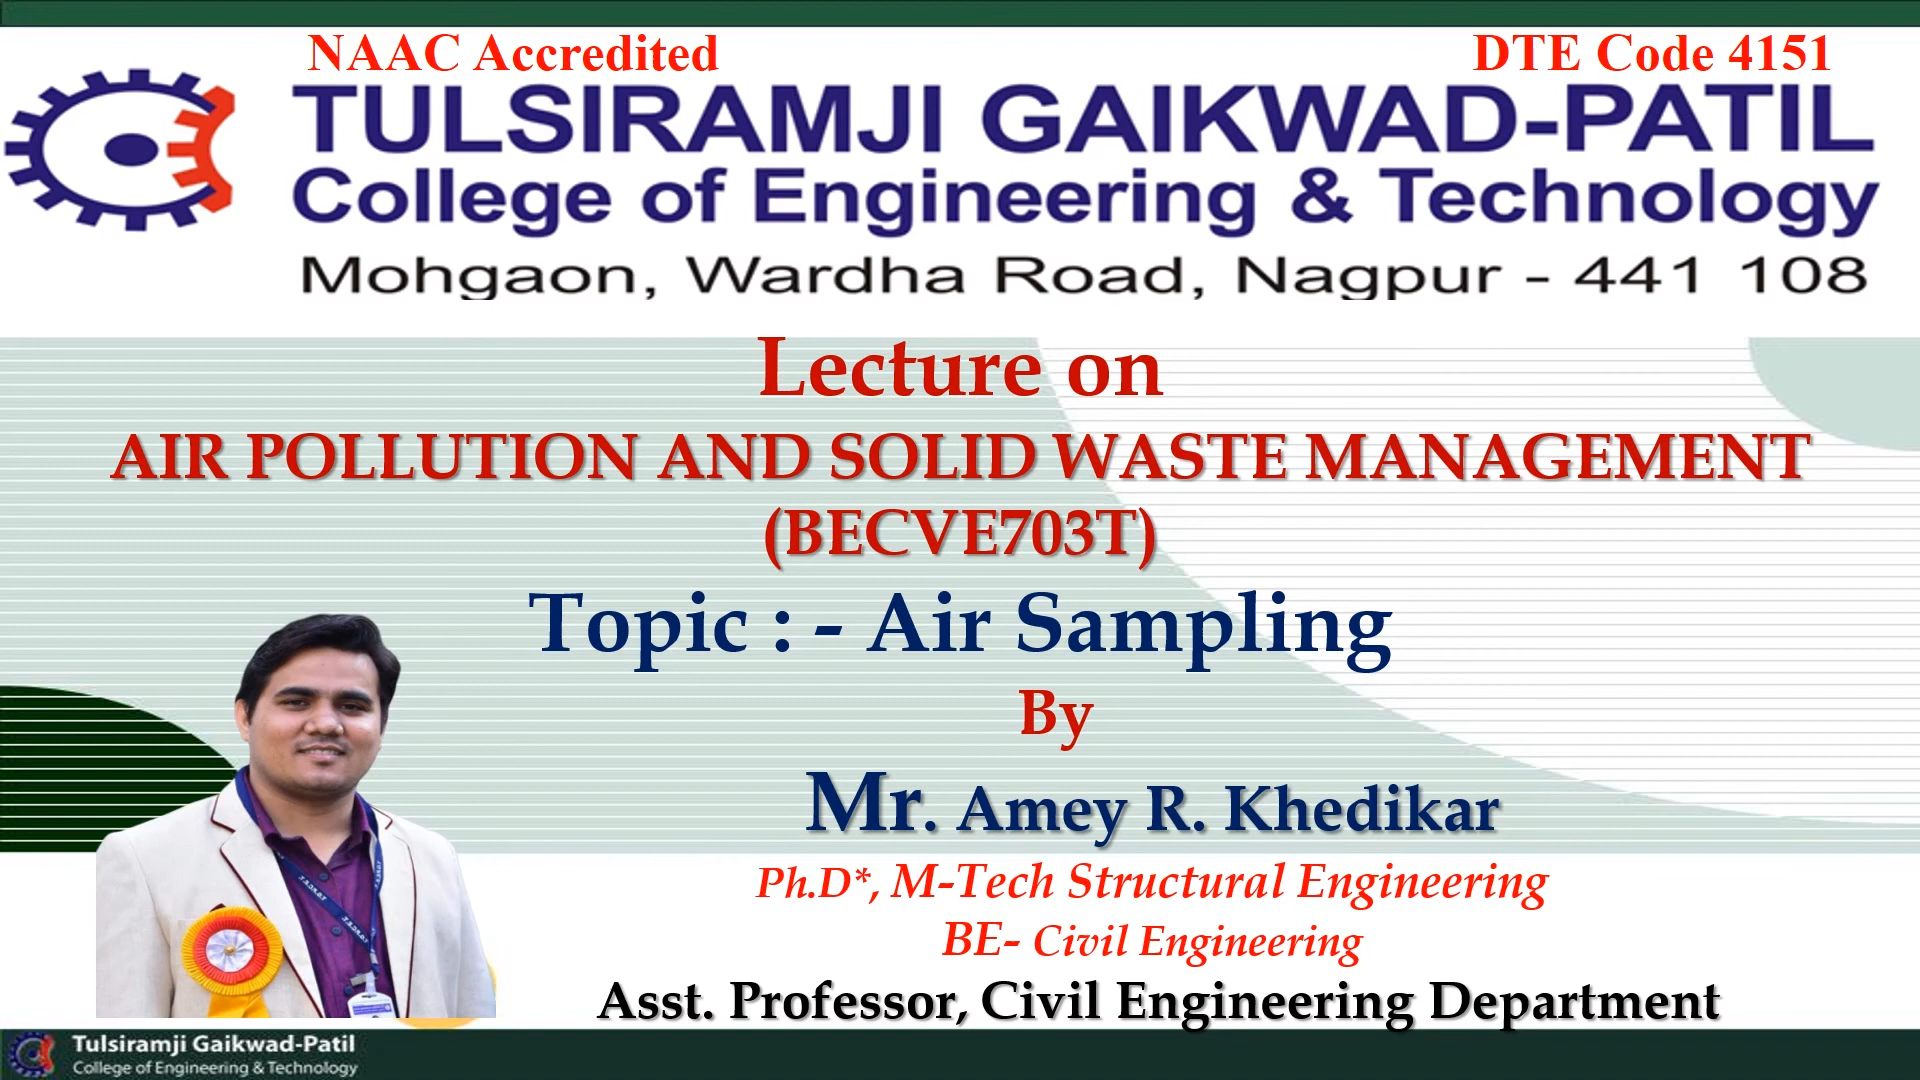 NAAC Accredited
DTE Code 4151
TULSIRAMJI GAIKWAD-PATIL
College of Engineering & Technology
Mohgaon, Wardha Road, Nagpur - 441 108
Lecture on
AIR POLLUTION AND SOLID WASTE MANAGEMENT
(BECVE703T)
Topic : - Air Sampling
By
Mr. Amey R. Khedikar
Ph.D*, M-Tech Structural Engineering
BE- Civil Engineering
Asst. Professor, Civil Engineering Department
Tulsiramji Gaikwad-Patil
College of Engineering & Technology